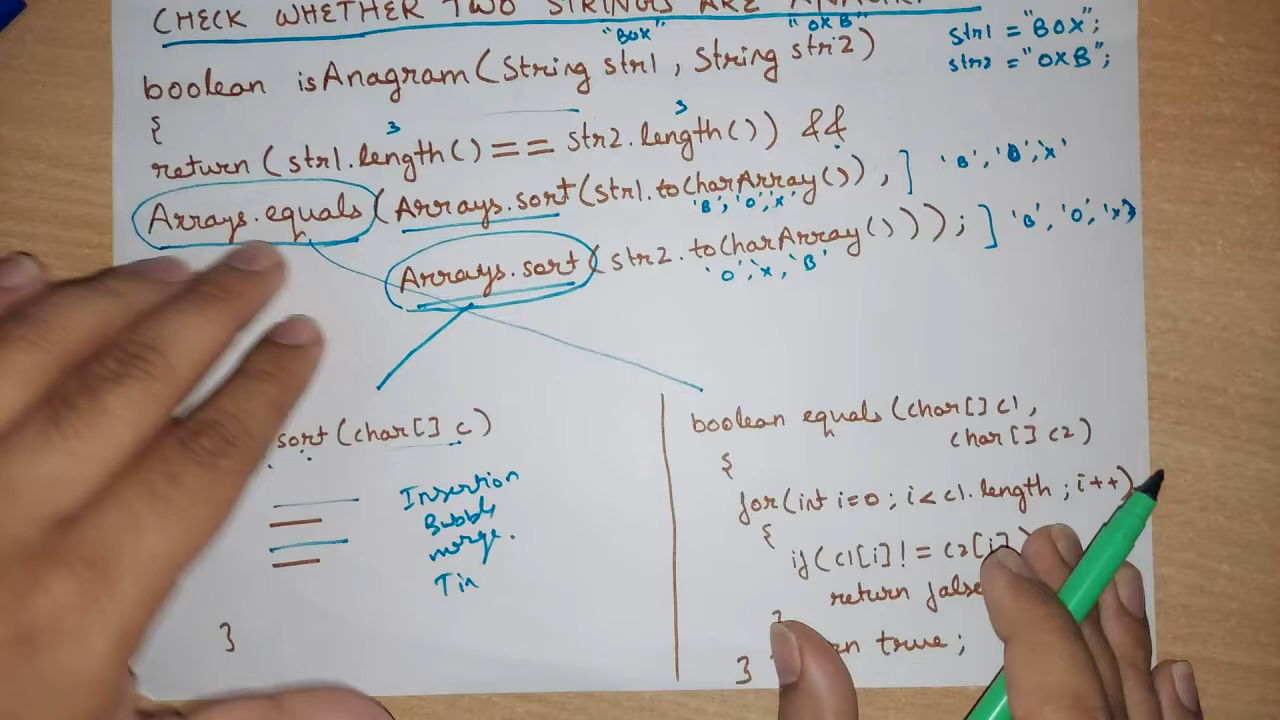 CHECK WHETHER TWO STRINGS ARE
"BOX" "OXB"
str1 = "BOX";
str2 = "OXB";
boolean isAnagram(String str1, String str2)
{
3 3
return(str1.length() == str2.length()) &&
Arrays.equals(Arrays.sort(str1.toCharArray()), ] 'B','O','X'
'B','O','X'
Arrays.sort(str2.toCharArray())); ] 'B','O','X'}
'O','X','B'
sort(char[] c)
Insertion
Bubble
merge.
Tim
}
boolean equals(char[] c1,
char[] c2)
{
for(int i=0; i<c1.length; i++)
{
if(c1[i] != c2[i]
return false
}
true;
}